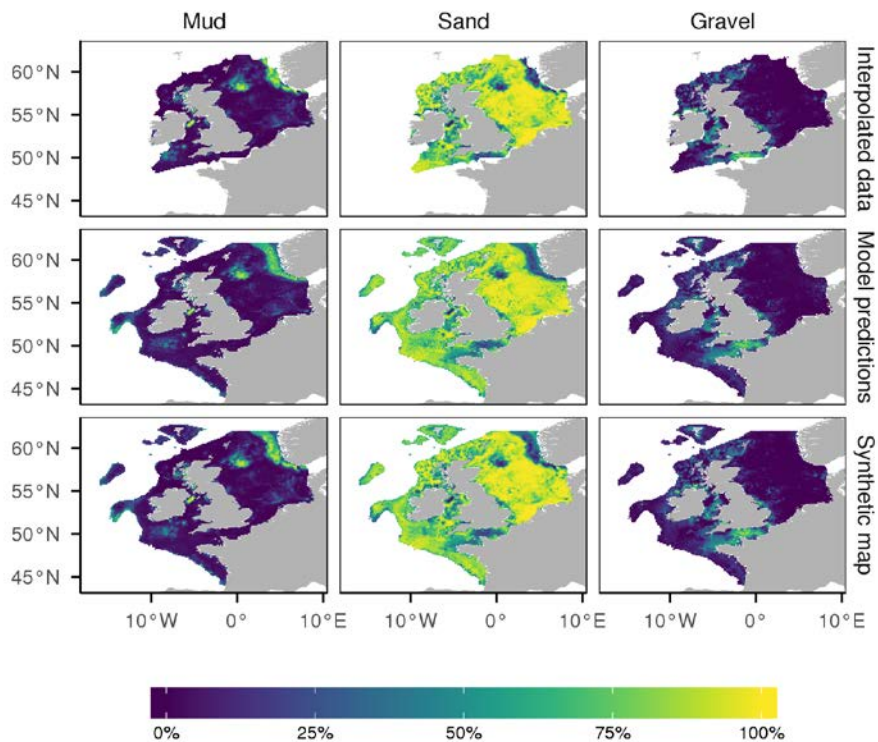 Mud Sand Gravel
60°N
55°N
50°N
45°N
Interpolated data
60°N
55°N
50°N
45°N
Model predictions
60°N
55°N
50°N
45°N
Synthetic map
10°W 0° 10°E
10°W 0° 10°E
10°W 0° 10°E
0% 25% 50% 75% 100%